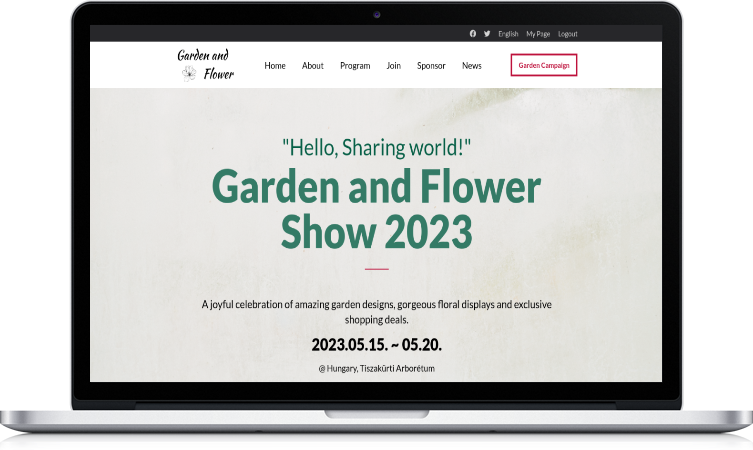 English My Page Logout
Garden and
Flower
Home About Program Join Sponsor News
Garden Campaign
"Hello, Sharing world!"
Garden and Flower
Show 2023
A joyful celebration of amazing garden designs, gorgeous floral displays and exclusive
shopping deals.
2023.05.15. ~ 05.20.
@ Hungary, Tiszakürti Arborétum